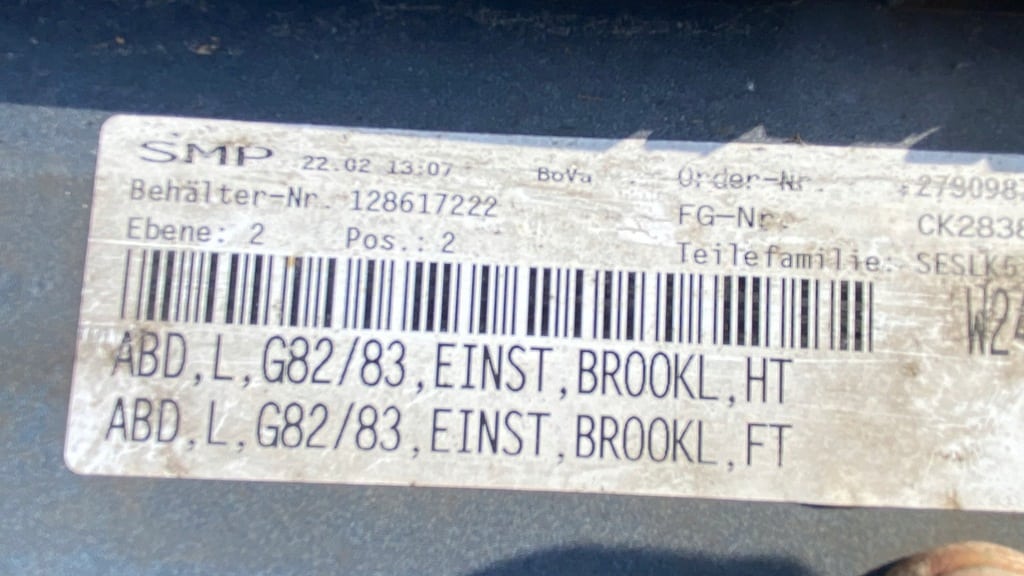 SMP 22.02 13:07 BoVa Order-Nr.
Behälter-Nr. 128617222 FG-Nr.
Ebene: 2 Pos.: 2 Teilefamilie:
ABD,L,G82/83,EINST,BROOKL,HT
ABD,L,G82/83,EINST,BROOKL,FT